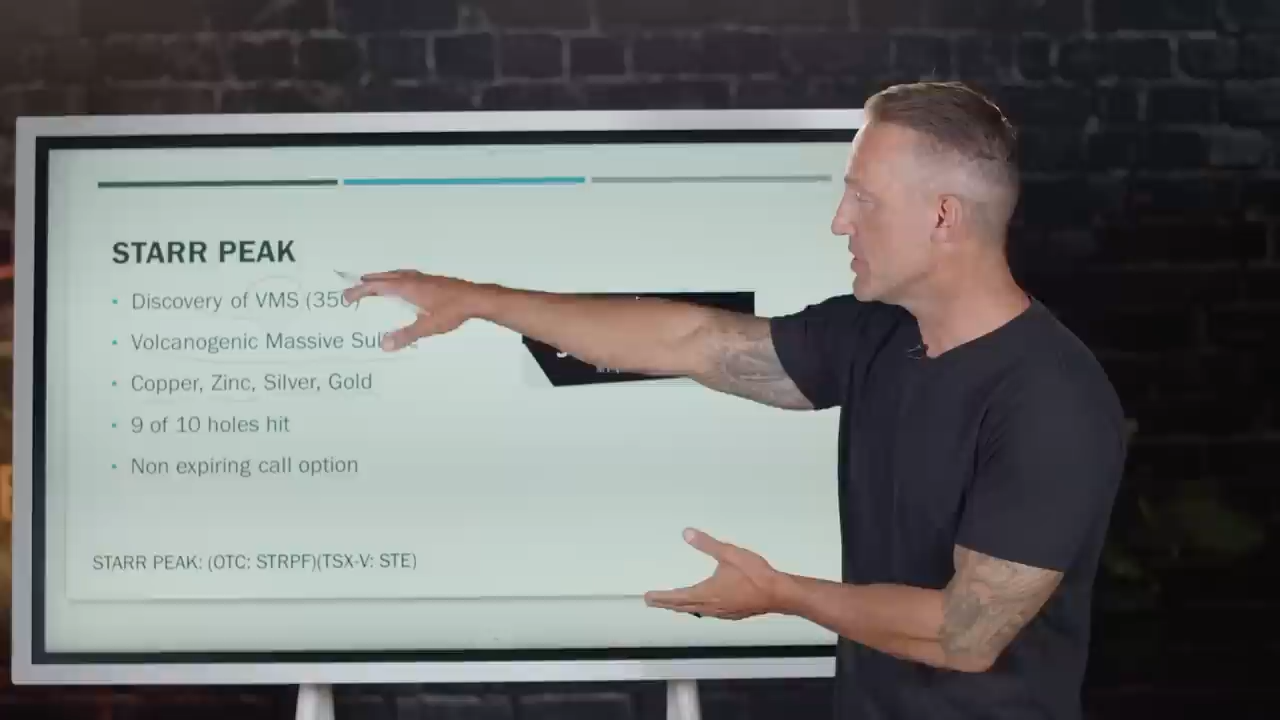 STARR PEAK
• Discovery of VMS (350)
• Volcanogenic Massive
• Copper, Zinc, Silver, Gold
• 9 of 10 holes hit
• Non expiring call option
STARR PEAK: (OTC: STRPF)(TSX-V: STE)